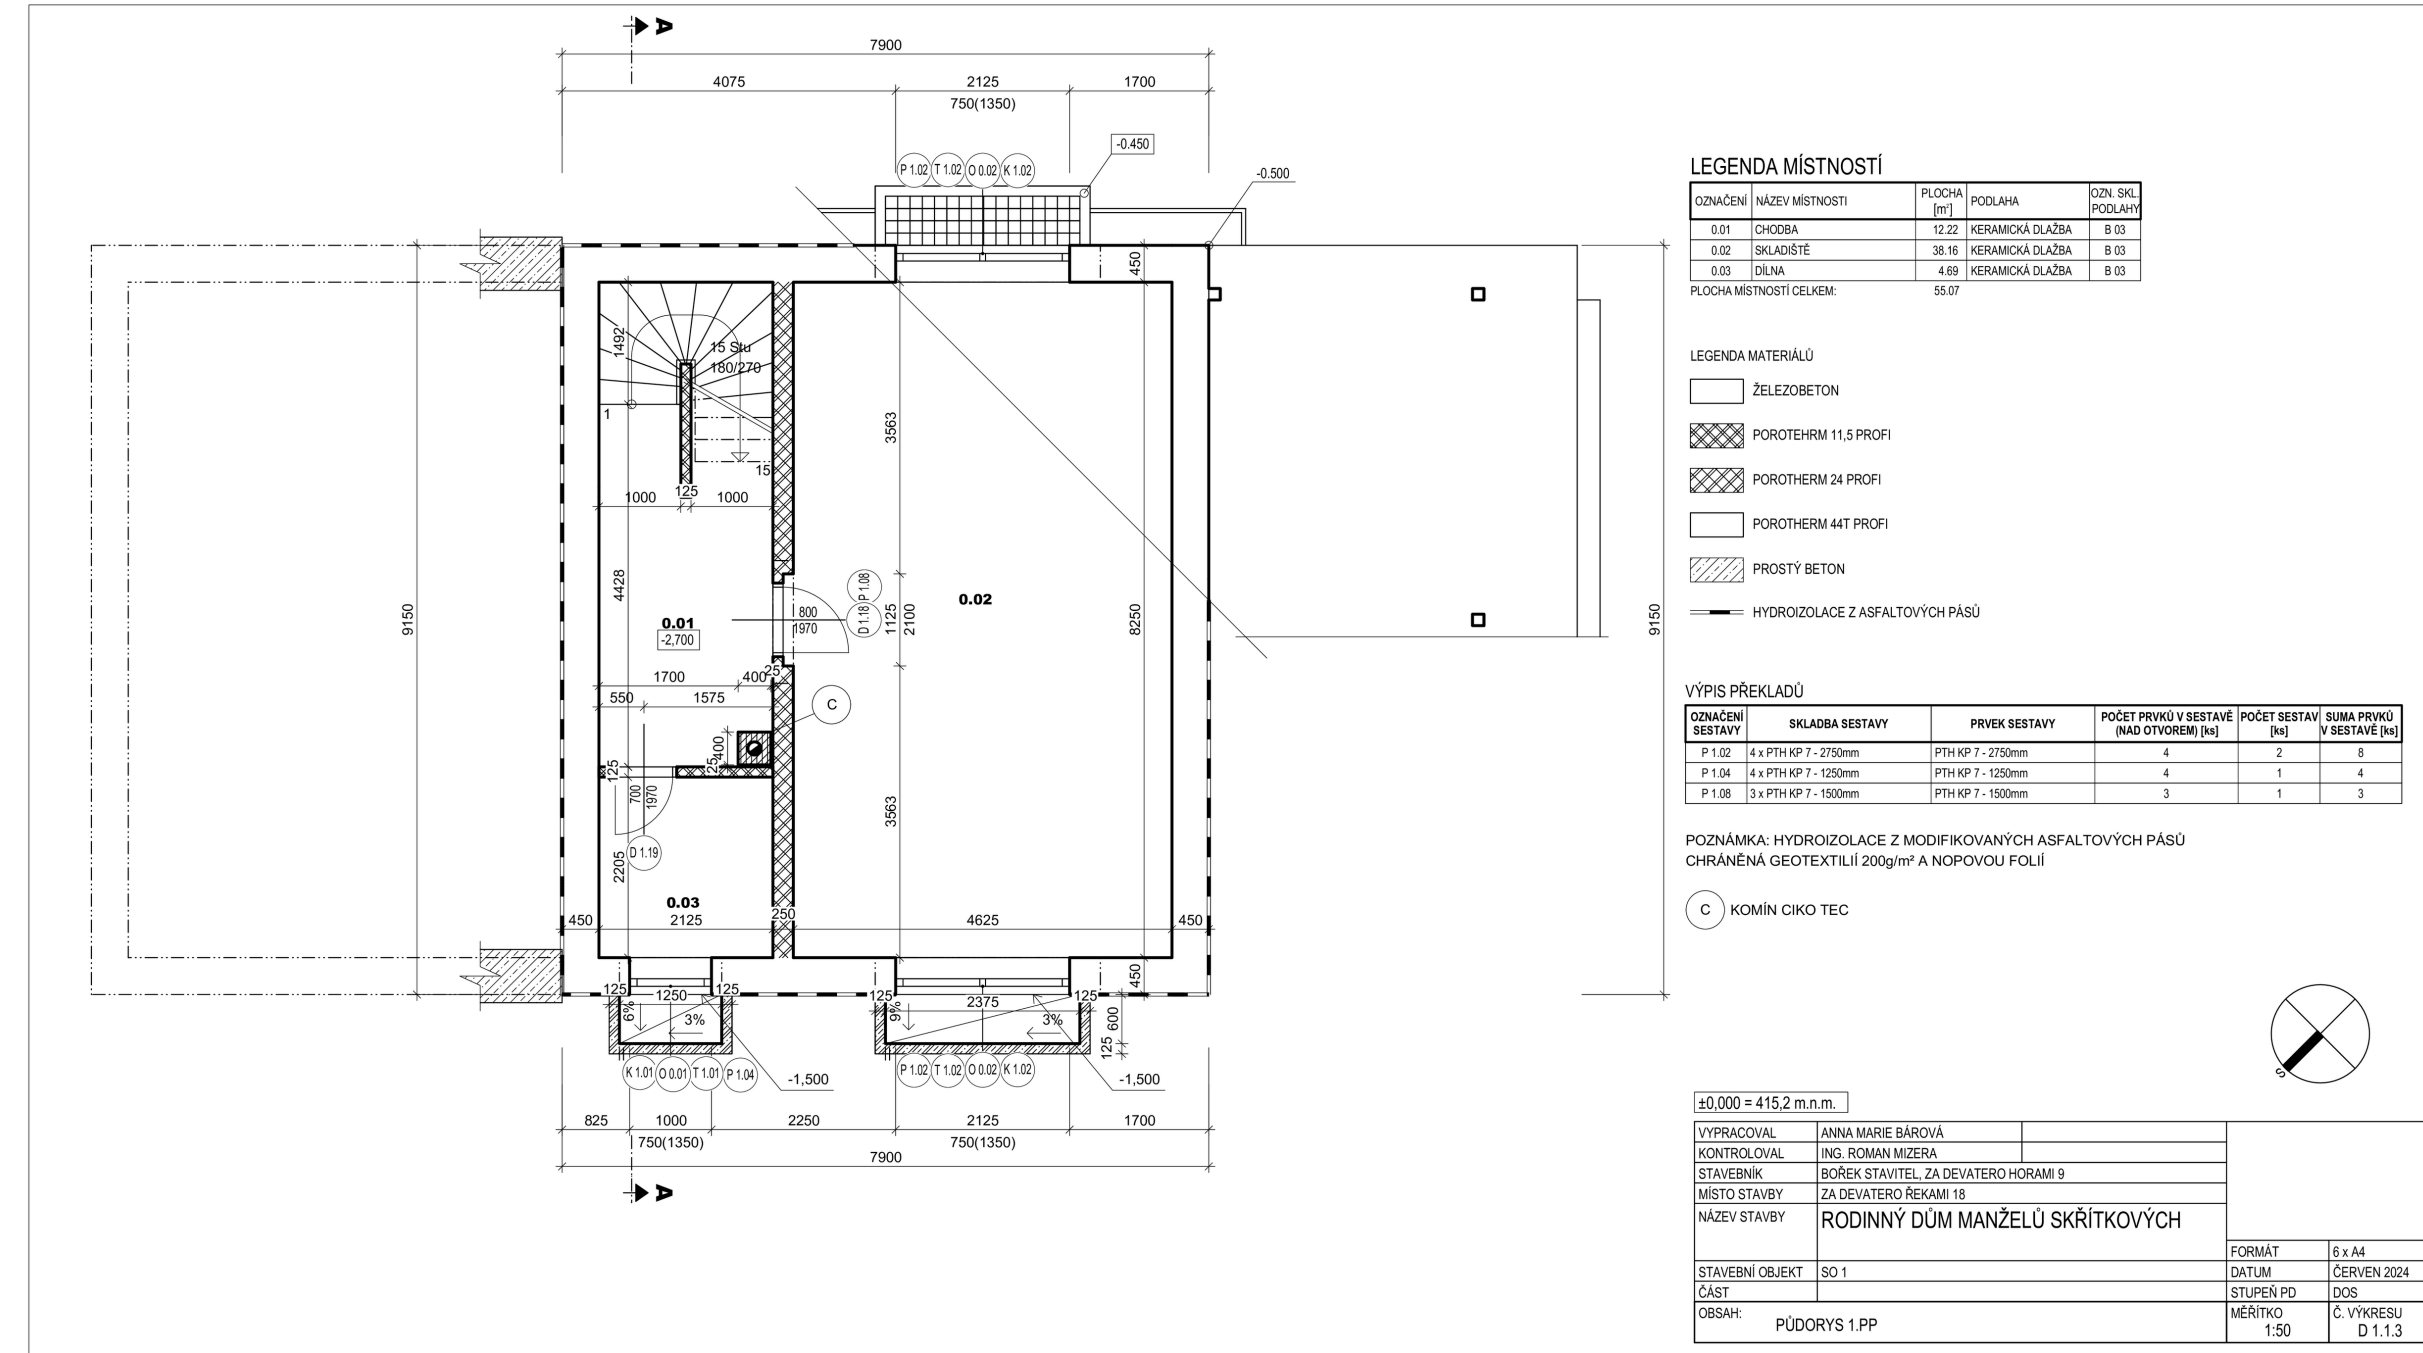 A
7900
4075 2125 1700
750(1350)
-0.450
P 1.02 T 1.02 O 0.02 K 1.02
-0.500
450
1492
15 Stu
180/270
1
15
3563
1000 125 1000
4428
9150
0.01
-2,700
800
1970
D 1.18 P 1.08
1125
2100
0.02
8250
9150
1700 400 25
550 1575
C
400
25
125
700
1970
3563
D 1.19
2205
0.03
450 2125 250 4625 450
450
125 1250 125
125 2375 125
6%
3%
9%
3%
600
125
K 1.01 O 0.01 T 1.01 P 1.04
-1,500
P 1.02 T 1.02 O 0.02 K 1.02
-1,500
825 1000 2250 2125 1700
750(1350) 750(1350)
7900
A
LEGENDA MÍSTNOSTÍ
OZNAČENÍ NÁZEV MÍSTNOSTI PLOCHA [m²] PODLAHA OZN. SKL. PODLAHY
0.01 CHODBA 12.22 KERAMICKÁ DLAŽBA B 03
0.02 SKLADIŠTĚ 38.16 KERAMICKÁ DLAŽBA B 03
0.03 DÍLNA 4.69 KERAMICKÁ DLAŽBA B 03
PLOCHA MÍSTNOSTÍ CELKEM: 55.07
LEGENDA MATERIÁLŮ
ŽELEZOBETON
POROTEHRM 11,5 PROFI
POROTHERM 24 PROFI
POROTHERM 44T PROFI
PROSTÝ BETON
HYDROIZOLACE Z ASFALTOVÝCH PÁSŮ
VÝPIS PŘEKLADŮ
OZNAČENÍ SESTAVY SKLADBA SESTAVY PRVEK SESTAVY POČET PRVKŮ V SESTAVĚ (NAD OTVOREM) [ks] POČET SESTAV [ks] SUMA PRVKŮ V SESTAVĚ [ks]
P 1.02 4 x PTH KP 7 - 2750mm PTH KP 7 - 2750mm 4 2 8
P 1.04 4 x PTH KP 7 - 1250mm PTH KP 7 - 1250mm 4 1 4
P 1.08 3 x PTH KP 7 - 1500mm PTH KP 7 - 1500mm 3 1 3
POZNÁMKA: HYDROIZOLACE Z MODIFIKOVANÝCH ASFALTOVÝCH PÁSŮ
CHRÁNĚNÁ GEOTEXTILIÍ 200g/m² A NOPOVOU FOLIÍ
C KOMÍN CIKO TEC
S
±0,000 = 415,2 m.n.m.
VYPRACOVAL ANNA MARIE BÁROVÁ
KONTROLOVAL ING. ROMAN MIZERA
STAVEBNÍK BOŘEK STAVITEL, ZA DEVATERO HORAMI 9
MÍSTO STAVBY ZA DEVATERO ŘEKAMI 18
NÁZEV STAVBY RODINNÝ DŮM MANŽELŮ SKŘÍTKOVÝCH
FORMÁT 6 x A4
STAVEBNÍ OBJEKT SO 1 DATUM ČERVEN 2024
ČÁST STUPEŇ PD DOS
OBSAH: PŮDORYS 1.PP MĚŘÍTKO 1:50 Č. VÝKRESU D 1.1.3